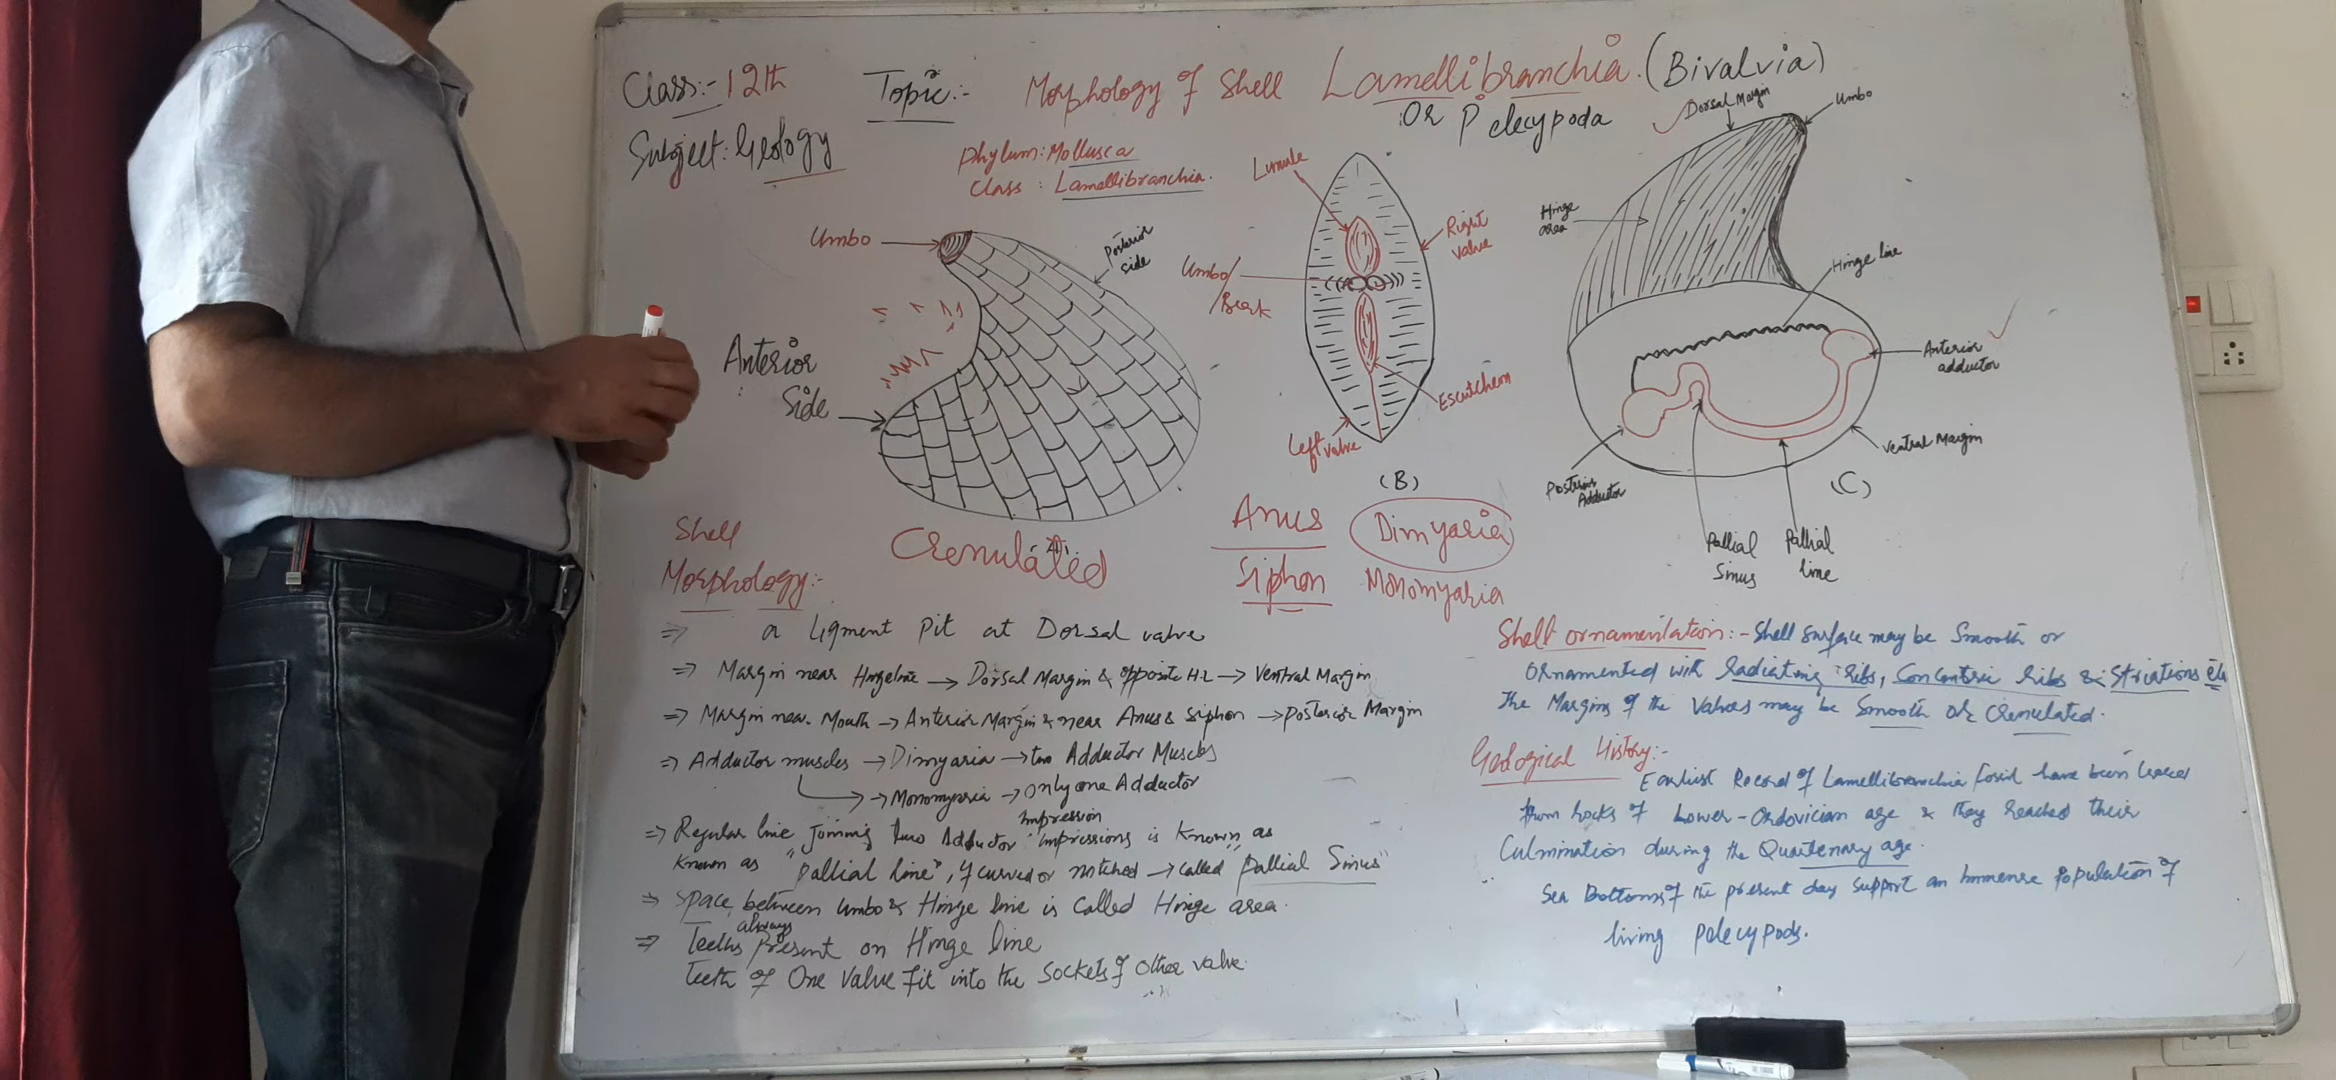 Class:- 12th
Subject: Geology
Topic:- Morphology of Shell Lamellibranchia. (Bivalvia)
Or Pelecypoda
Phylum: Mollusca
Class : Lamellibranchia.
Umbo
Posterior side
Anterior
Side
(A)
Crenulated
Lunule
Right valve
Umbo/
Beak
Escutcheon
Left valve
(B)
Anus
Siphon
Dimyaria
Monomyaria
Dorsal Margin
Umbo
Hinge area
Hinge line
Anterior adductor
Ventral Margin
Posterior Adductor
(C)
Pallial Sinus
Pallial line
Shell
Morphology:-
⇒ a ligment Pit at Dorsal valve
⇒ Margin near Hingeline → Dorsal Margin & opposite H.L → Ventral Margin
⇒ Margin near Mouth → Anterior Margin & near Anus & Siphon → Posterior Margin
⇒ Adductor muscles → Dimyaria → two Adductor Muscles
→ Monomyaria → Only one Adductor
impression
⇒ Regular line joining two Adductor impressions is known as
known as "Pallial line", if curved or notched → called Pallial Sinus"
⇒ Space between umbo & Hinge line is called Hinge area.
⇒ Teeths always Present on Hinge line
Teeth of One Valve fit into the Sockets of Other valve.
Shell ornamentation:- Shell Surface may be Smooth or
Ornamented with Radiating ribs, Concentric ribs & Striations etc
The Margins of the Valves may be Smooth or Crenulated.
Geological History:-
Earliest Record of Lamellibranchia fossil have been traced
from rocks of Lower-Ordovician age & they reached their
Culmination during the Quartenary age.
Sea Bottoms of the present day support an immense population of
living pelecypods.